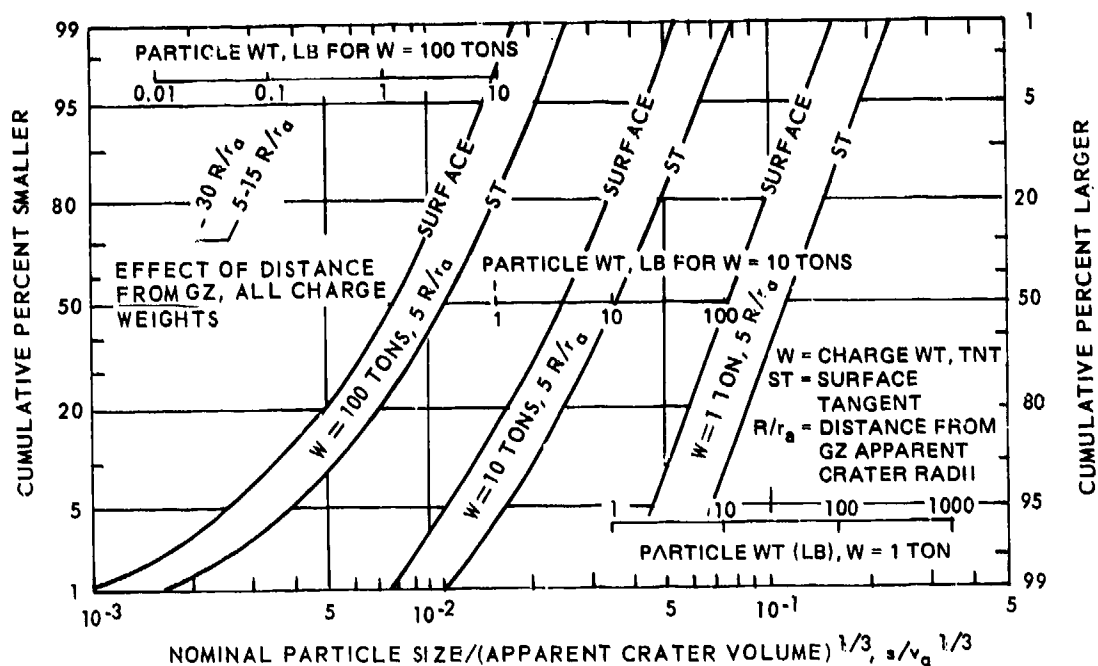 99
95
80
50
20
5
1
CUMULATIVE PERCENT SMALLER
PARTICLE WT, LB FOR W = 100 TONS
0.01 0.1 1 10
30 R/ra
5-15 R/ra
EFFECT OF DISTANCE
FROM GZ, ALL CHARGE
WEIGHTS
SURFACE
ST
W = 100 TONS, 5 R/ra
SURFACE
ST
W = 10 TONS, 5 R/ra
PARTICLE WT, LB FOR W = 10 TONS
1 10 100
SURFACE
ST
W = 1 TON, 5 R/ra
W = CHARGE WT, TNT
ST = SURFACE
TANGENT
R/ra = DISTANCE FROM
GZ APPARENT
CRATER RADII
1 10 100 1000
PARTICLE WT (LB), W = 1 TON
1
5
20
50
80
95
99
CUMULATIVE PERCENT LARGER
10-3 5 10-2 5 10-1 5
NOMINAL PARTICLE SIZE/(APPARENT CRATER VOLUME) 1/3, s/va 1/3